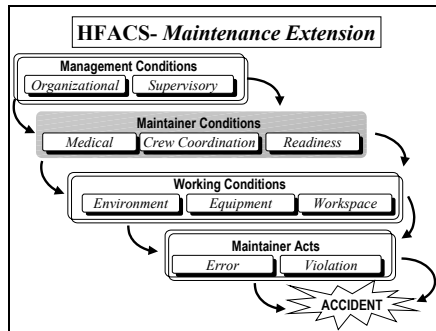 HFACS- Maintenance Extension
Management Conditions
Organizational Supervisory
Maintainer Conditions
Medical Crew Coordination Readiness
Working Conditions
Environment Equipment Workspace
Maintainer Acts
Error Violation
ACCIDENT